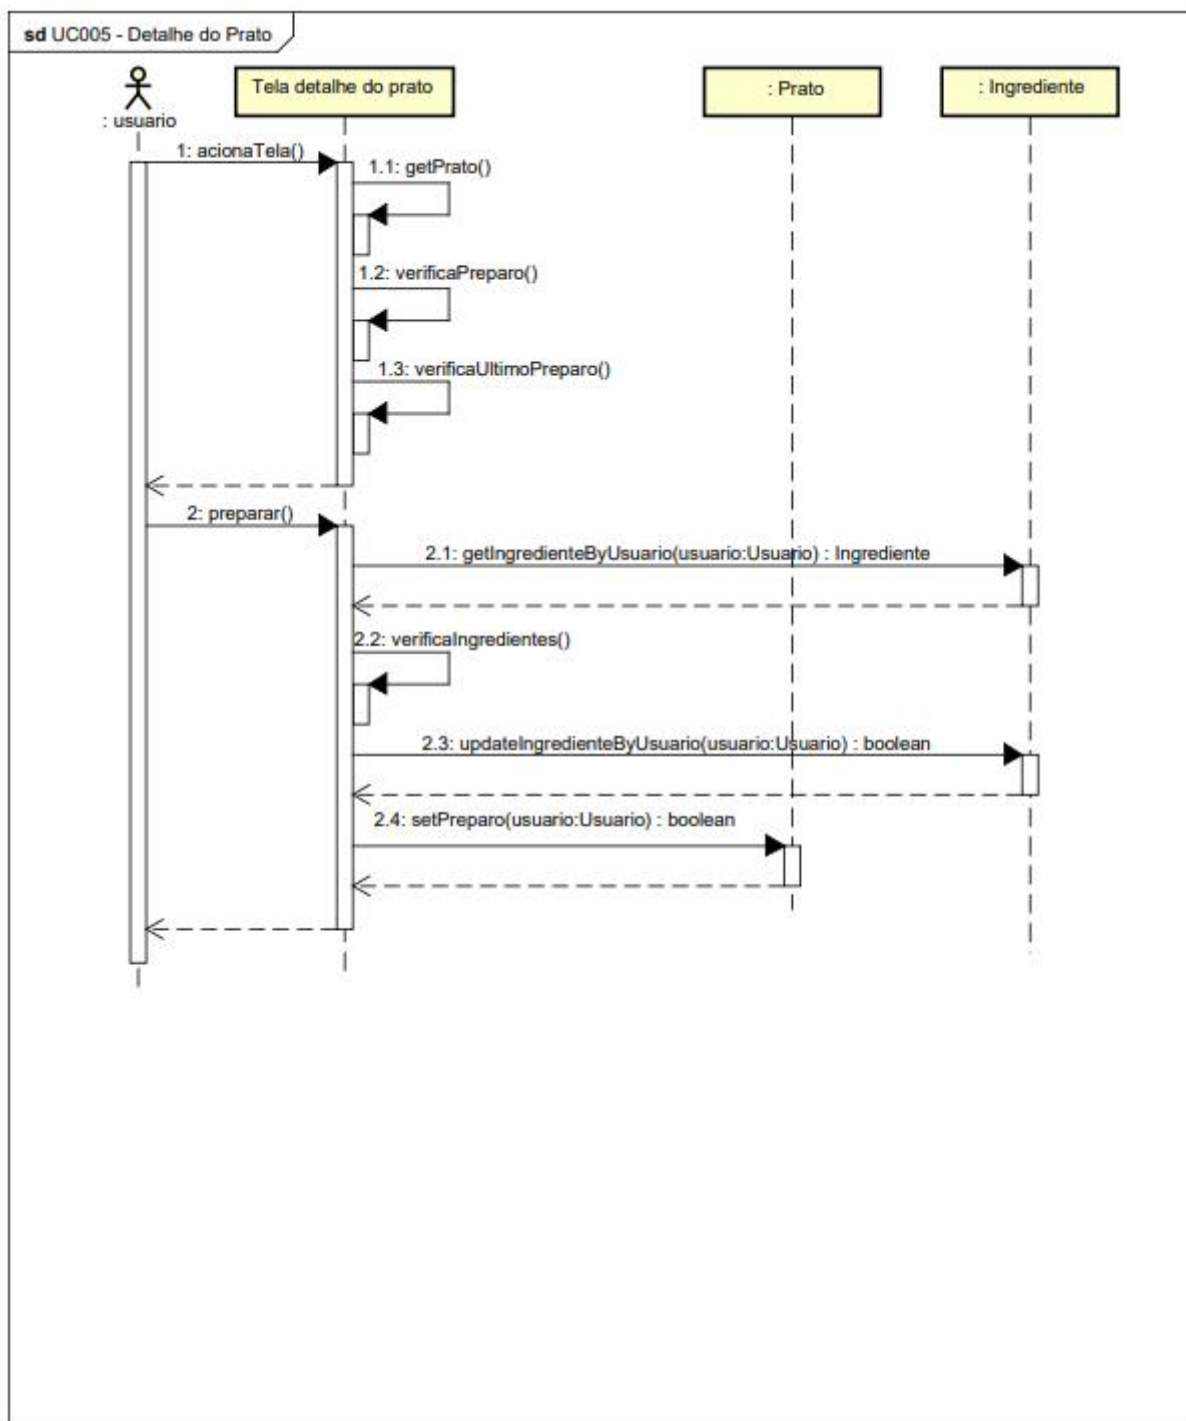 sd UC005 - Detalhe do Prato
: usuario
Tela detalhe do prato
: Prato
: Ingrediente
1: acionaTela()
1.1: getPrato()
1.2: verificaPreparo()
1.3: verificaUltimoPreparo()
2: preparar()
2.1: getIngredienteByUsuario(usuario:Usuario) : Ingrediente
2.2: verificaIngredientes()
2.3: updateIngredienteByUsuario(usuario:Usuario) : boolean
2.4: setPreparo(usuario:Usuario) : boolean